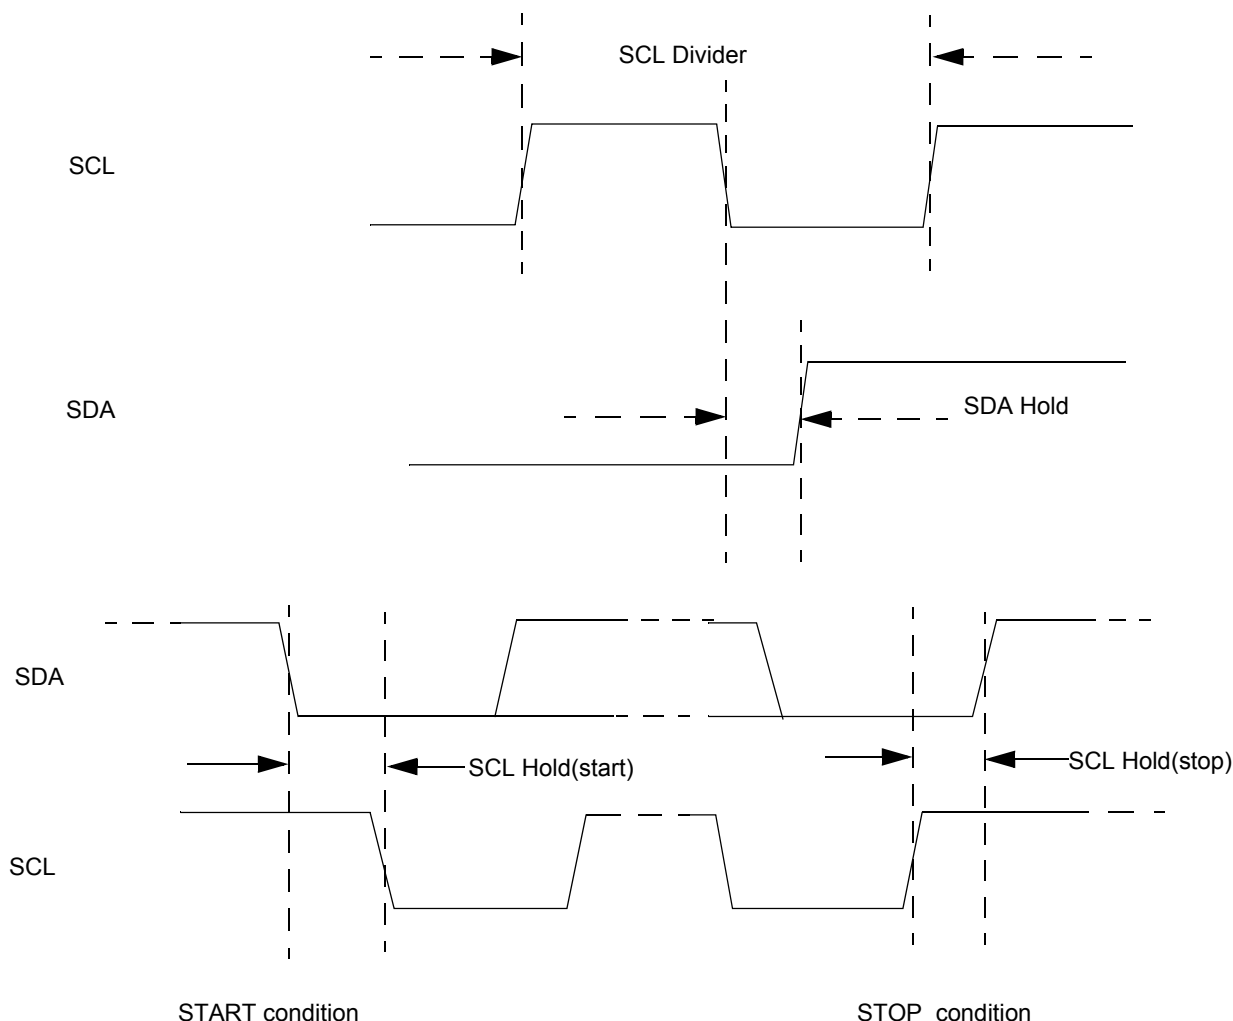 SCL Divider
SCL
SDA
SDA Hold
SDA
SCL Hold(start)
SCL Hold(stop)
SCL
START condition
STOP condition